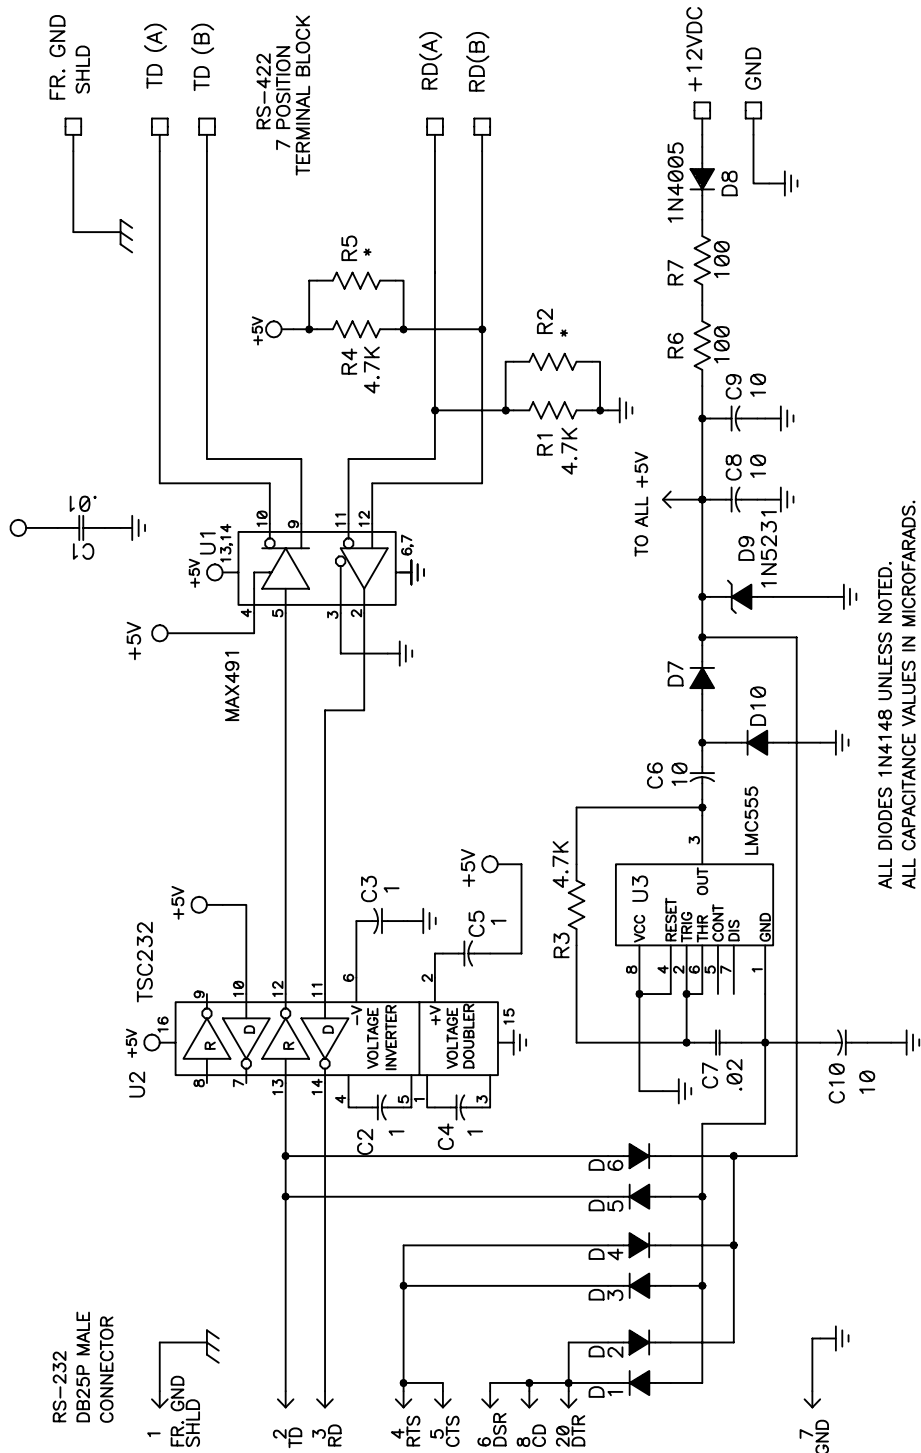 RS-232
DB25P MALE
CONNECTOR
1
FR. GND
SHLD
2
TD
3
RD
4
RTS
5
CTS
6
DSR
8
CD
20
DTR
7
GND
D
1
D
2
D
3
D
4
D
5
D
6
U2
+5V
16
TSC232
8
R
9
7
D
10
+5V
13
R
12
14
D
11
4
5
VOLTAGE
INVERTER
-V
6
C3
1
C2
1
1
3
VOLTAGE
DOUBLER
+V
2
C5
1
+5V
C4
1
15
R3
4.7K
8
VCC
U3
4
RESET
2
TRIG
6
THR
5
CONT
7
DIS
OUT
3
LMC555
1
GND
C7
.02
C10
10
C6
10
D7
D10
+5V
MAX491
+5V
U1
13,14
4
5
10
9
3
2
11
12
6,7
C1
.01
+5V
R4
4.7K
R5
*
R1
4.7K
R2
*
TO ALL +5V
D9
1N5231
C8
10
C9
10
R6
100
R7
100
1N4005
D8
FR. GND
SHLD
TD (A)
TD (B)
RS-422
7 POSITION
TERMINAL BLOCK
RD(A)
RD(B)
+12VDC
GND
ALL DIODES 1N4148 UNLESS NOTED.
ALL CAPACITANCE VALUES IN MICROFARADS.